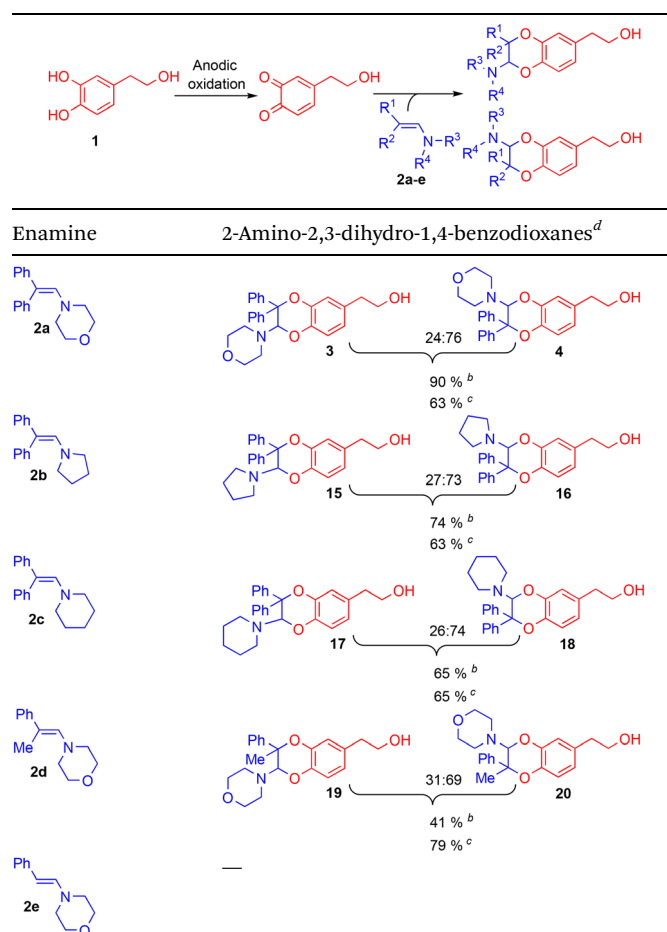 HO
HO
OH
1
Anodic
oxidation
O
O
OH
R¹
R²
N
R³
R⁴
2a-e
R¹
R²
R³
N
R⁴
O
O
OH
R³
R⁴
N
R¹
R²
O
O
OH
Enamine 2-Amino-2,3-dihydro-1,4-benzodioxanesᵈ
Ph
Ph
N
O
2a
Ph
Ph
O
O
N
O
OH
3
24:76
O
N
O
Ph
Ph
O
OH
4
90 % ᵇ
63 % ᶜ
Ph
Ph
N
2b
Ph
Ph
O
O
N
OH
15
27:73
N
O
Ph
Ph
O
OH
16
74 % ᵇ
63 % ᶜ
Ph
Ph
N
2c
Ph
Ph
O
O
N
OH
17
26:74
N
O
Ph
Ph
O
OH
18
65 % ᵇ
65 % ᶜ
Ph
Me
N
O
2d
Ph
Me
O
O
N
O
OH
19
31:69
O
N
O
Ph
Me
O
OH
20
41 % ᵇ
79 % ᶜ
Ph
N
O
2e
—